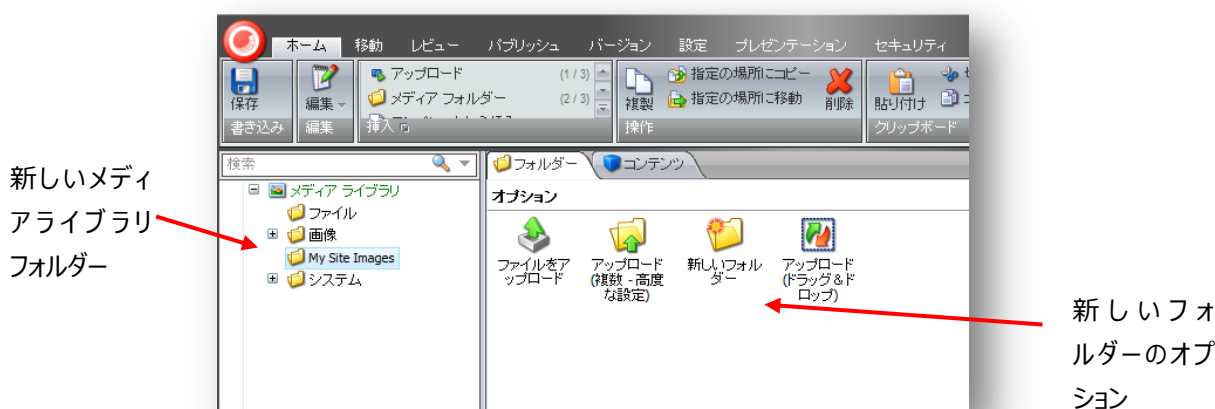 ホーム 移動 レビュー パブリッシュ バージョン 設定 プレゼンテーション セキュリティ
アップロード (1 / 3)
メディア フォルダー (2 / 3)
保存
編集
複製
指定の場所にコピー
指定の場所に移動
削除
貼り付け
書き込み 編集 挿入 操作 クリップボード
検索
フォルダー コンテンツ
新しいメディ
アライブラリ
フォルダー
メディア ライブラリ
ファイル
画像
My Site Images
システム
オプション
ファイルをア
ップロード
アップロード
(複数 - 高度
な設定)
新しいフォル
ダー
アップロード
(ドラッグ & ド
ロップ)
新しいフォ
ルダーのオプ
ション